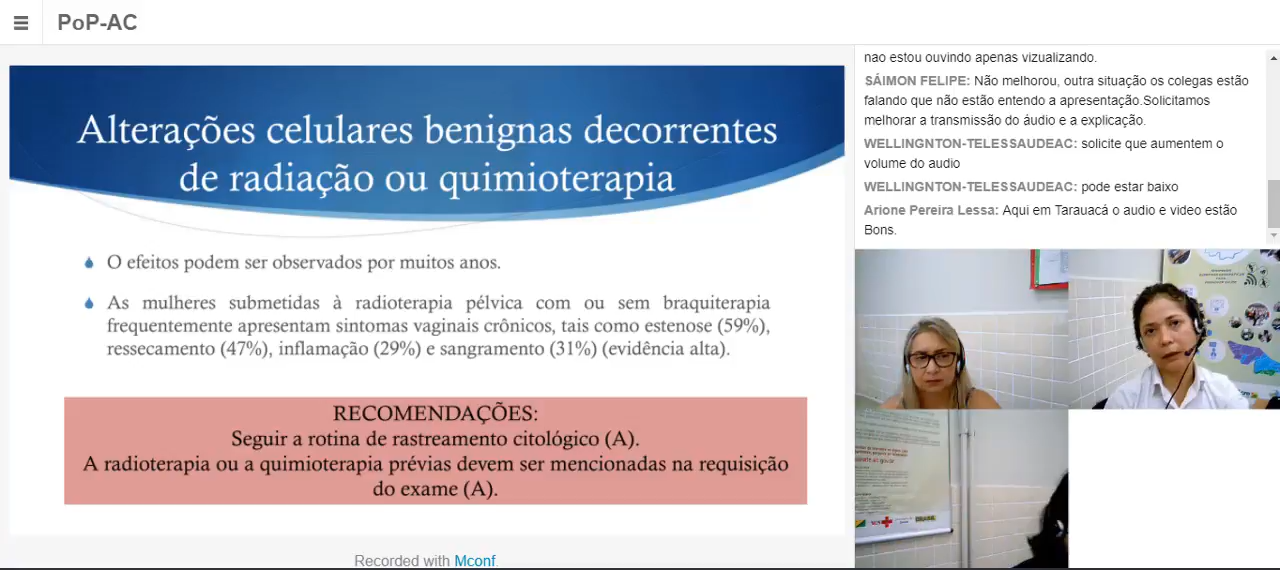 PoP-AC
Alterações celulares benignas decorrentes
de radiação ou quimioterapia
O efeitos podem ser observados por muitos anos.
As mulheres submetidas à radioterapia pélvica com ou sem braquiterapia
frequentemente apresentam sintomas vaginais crônicos, tais como estenose (59%),
ressecamento (47%), inflamação (29%) e sangramento (31%) (evidência alta).
RECOMENDAÇÕES:
Seguir a rotina de rastreamento citológico (A).
A radioterapia ou a quimioterapia prévias devem ser mencionadas na requisição
do exame (A).
Recorded with Mconf.
nao estou ouvindo apenas vizualizando.
SÁIMON FELIPE: Não melhorou, outra situação os colegas estão
falando que não estão entendo a apresentação.Solicitamos
melhorar a transmissão do áudio e a explicação.
WELLINGNTON-TELESSAUDEAC: solicite que aumentem o
volume do audio
WELLINGNTON-TELESSAUDEAC: pode estar baixo
Arione Pereira Lessa: Aqui em Tarauacá o audio e video estão
Bons.